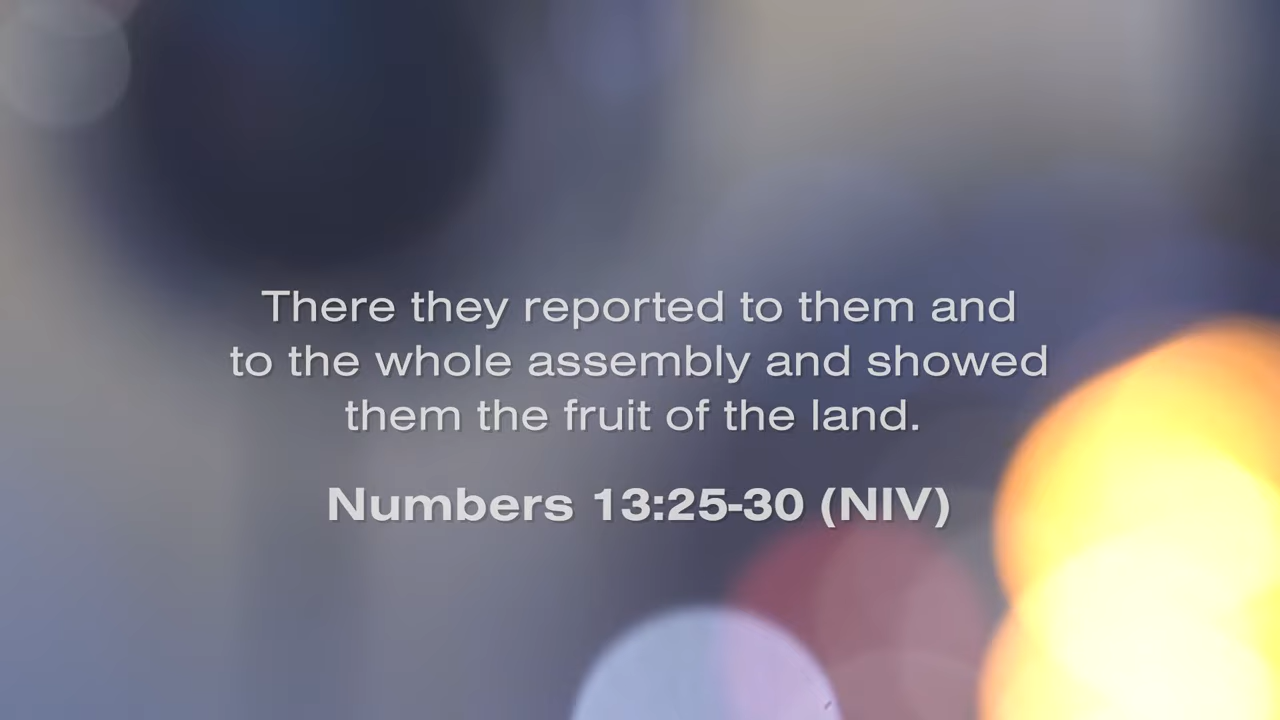 There they reported to them and
to the whole assembly and showed
them the fruit of the land.
Numbers 13:25-30 (NIV)